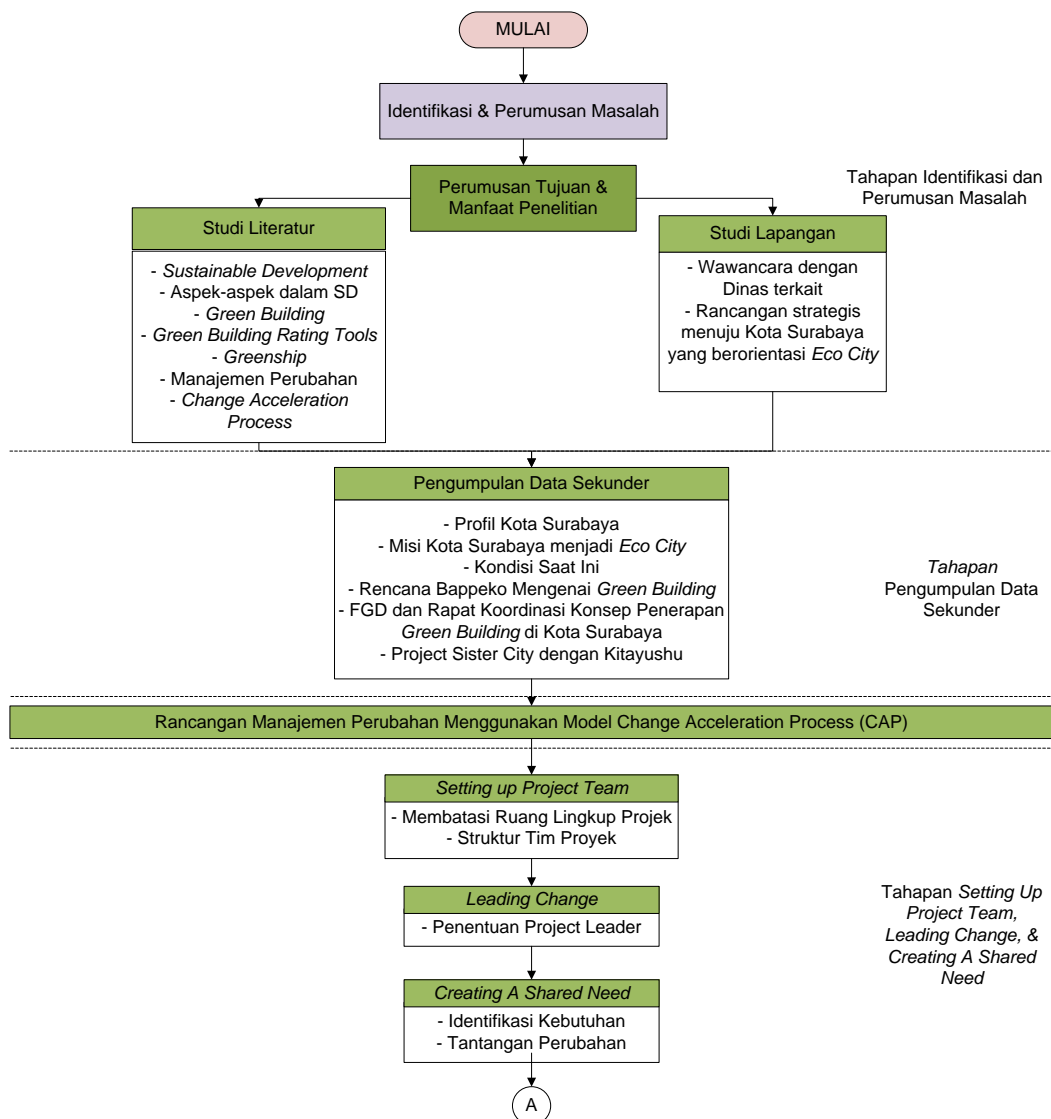 MULAI
Identifikasi & Perumusan Masalah
Perumusan Tujuan &
Manfaat Penelitian
Tahapan Identifikasi dan
Perumusan Masalah
Studi Literatur
- Sustainable Development
- Aspek-aspek dalam SD
- Green Building
- Green Building Rating Tools
- Greenship
- Manajemen Perubahan
- Change Acceleration
Process
Studi Lapangan
- Wawancara dengan
Dinas terkait
- Rancangan strategis
menuju Kota Surabaya
yang berorientasi Eco City
Pengumpulan Data Sekunder
- Profil Kota Surabaya
- Misi Kota Surabaya menjadi Eco City
- Kondisi Saat Ini
- Rencana Bappeko Mengenai Green Building
- FGD dan Rapat Koordinasi Konsep Penerapan
Green Building di Kota Surabaya
- Project Sister City dengan Kitayushu
Tahapan
Pengumpulan Data
Sekunder
Rancangan Manajemen Perubahan Menggunakan Model Change Acceleration Process (CAP)
Setting up Project Team
- Membatasi Ruang Lingkup Projek
- Struktur Tim Proyek
Leading Change
- Penentuan Project Leader
Creating A Shared Need
- Identifikasi Kebutuhan
- Tantangan Perubahan
Tahapan Setting Up
Project Team,
Leading Change, &
Creating A Shared
Need
A